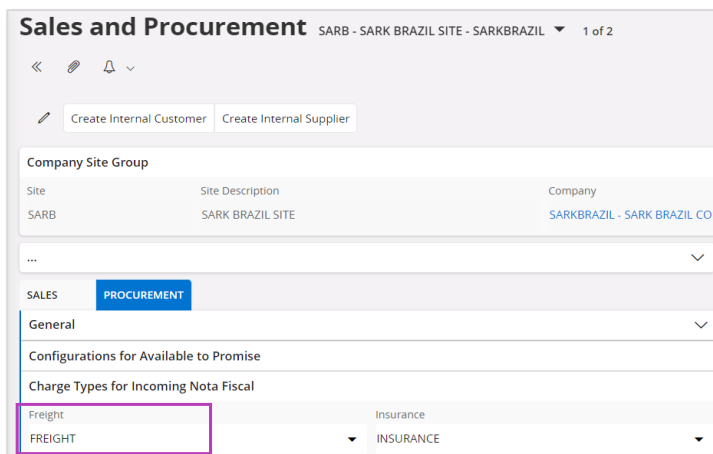 Sales and Procurement SARB - SARK BRAZIL SITE - SARKBRAZIL 1 of 2
Create Internal Customer Create Internal Supplier
Company Site Group
Site Site Description Company
SARB SARK BRAZIL SITE SARKBRAZIL - SARK BRAZIL CO
...
SALES PROCUREMENT
General
Configurations for Available to Promise
Charge Types for Incoming Nota Fiscal
Freight Insurance
FREIGHT INSURANCE